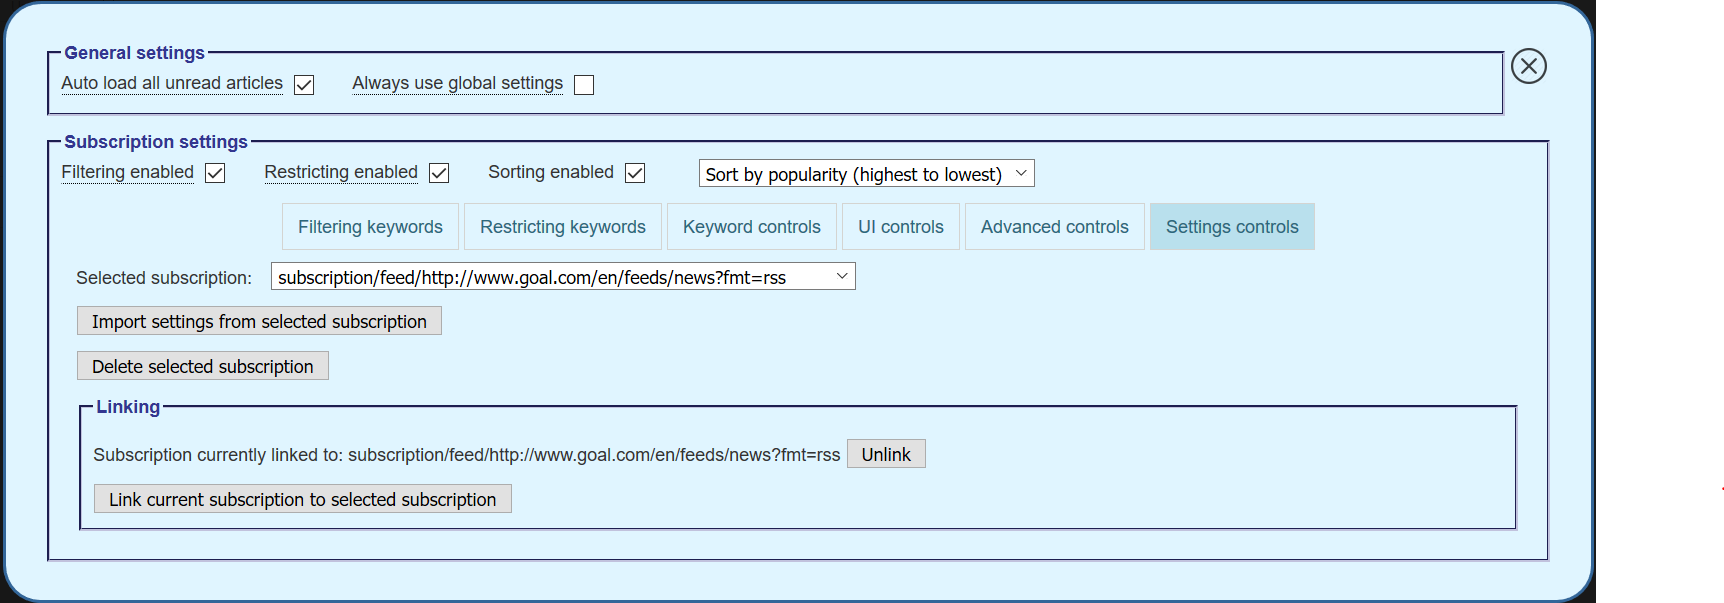 General settings
Auto load all unread articles Always use global settings
Subscription settings
Filtering enabled Restricting enabled Sorting enabled Sort by popularity (highest to lowest)
Filtering keywords Restricting keywords Keyword controls UI controls Advanced controls Settings controls
Selected subscription: subscription/feed/http://www.goal.com/en/feeds/news?fmt=rss
Import settings from selected subscription
Delete selected subscription
Linking
Subscription currently linked to: subscription/feed/http://www.goal.com/en/feeds/news?fmt=rss Unlink
Link current subscription to selected subscription